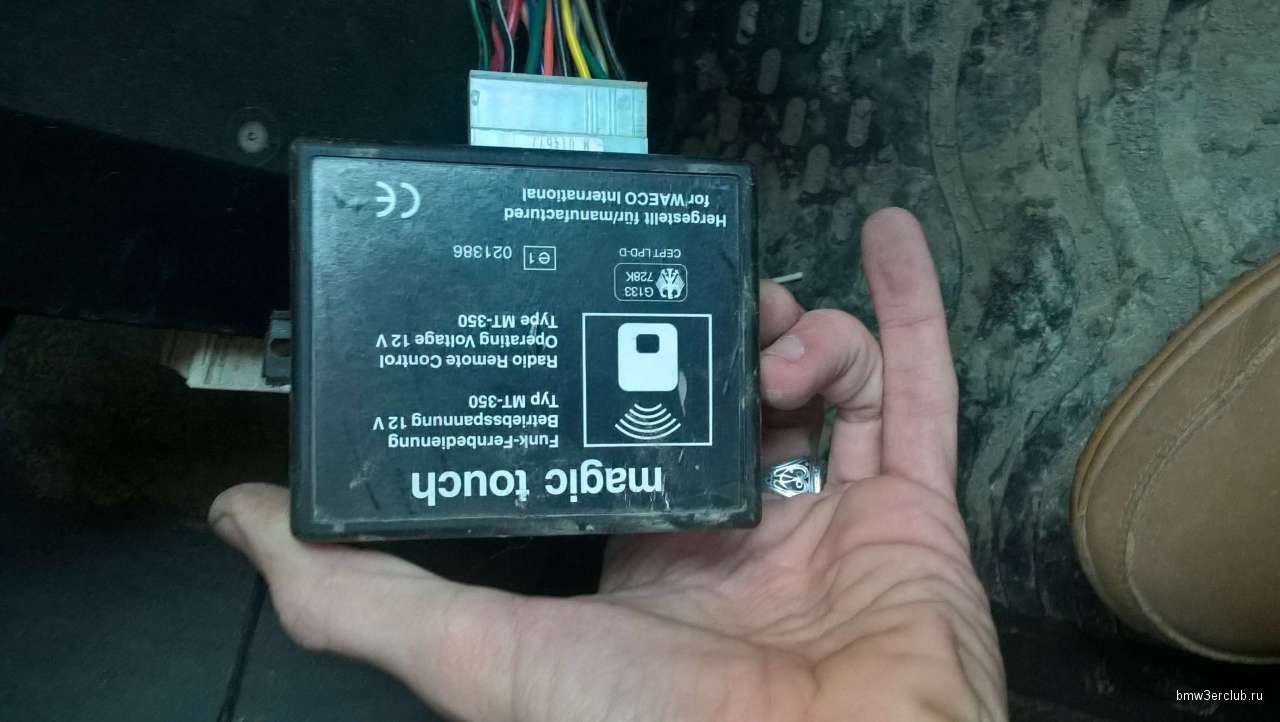 magic touch
Funk-Fernbedienung
Betriebsspannung 12 V
Typ MT-350
Radio Remote Control
Operating Voltage 12 V
Type MT-350
G133
728K
CEPT LPD-D
e1 021386
Hergestellt für/manufactured
for WAECO International
CE
bmw3erclub.ru